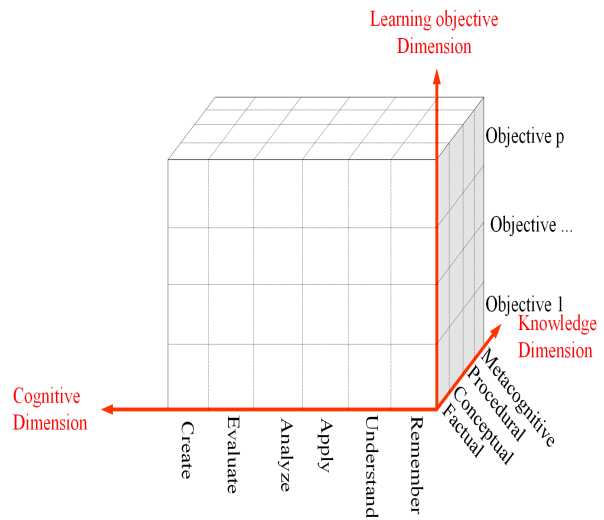 Learning objective
Dimension
Objective p
Objective ...
Objective 1
Knowledge
Dimension
Metacognitive
Procedural
Conceptual
Factual
Cognitive
Dimension
Create
Evaluate
Analyze
Apply
Understand
Remember